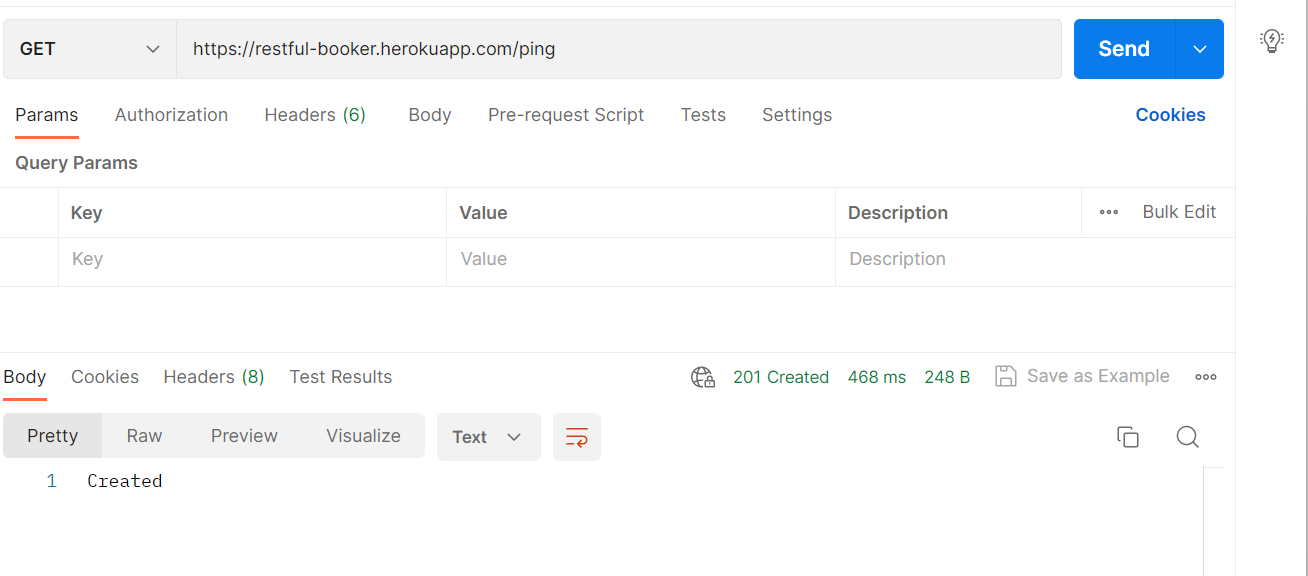 GET https://restful-booker.herokuapp.com/ping Send
Params Authorization Headers (6) Body Pre-request Script Tests Settings Cookies
Query Params
Key Value Description Bulk Edit
Key Value Description
Body Cookies Headers (8) Test Results 201 Created 468 ms 248 B Save as Example
Pretty Raw Preview Visualize Text
1 Created